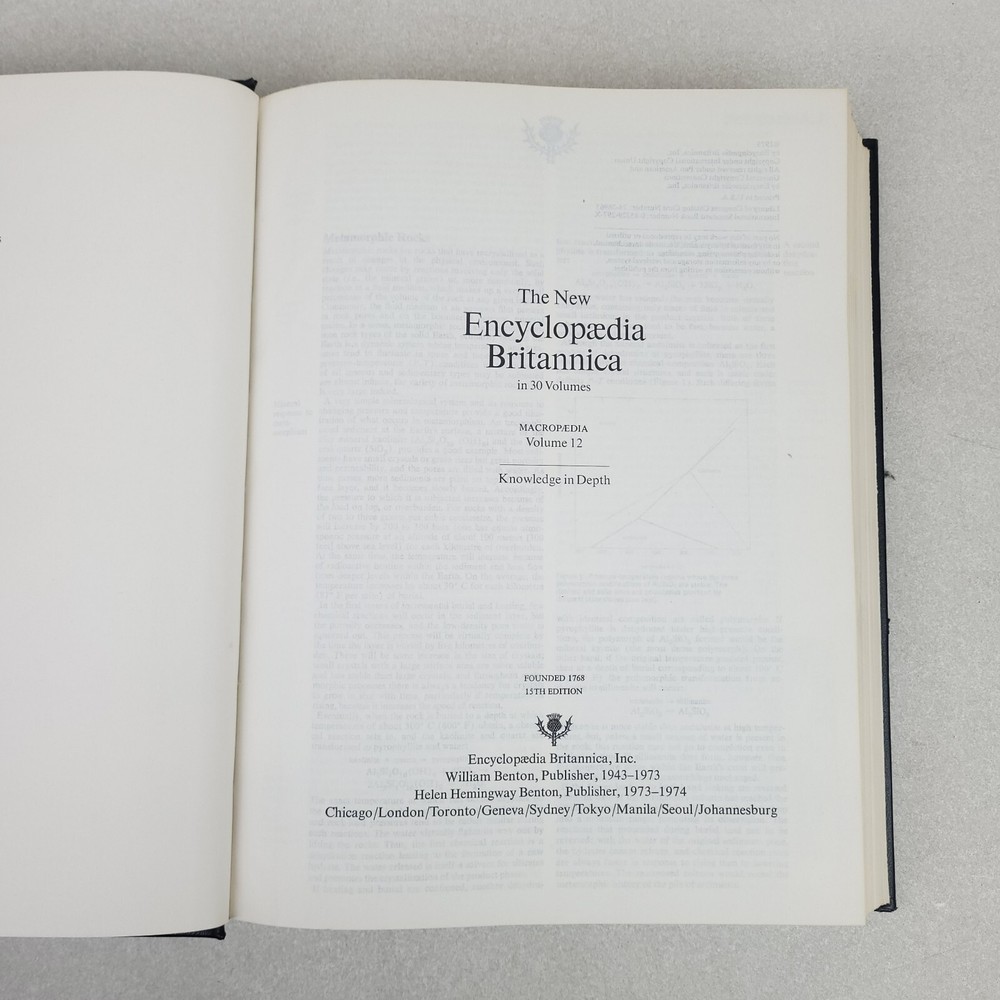 The New
Encyclopædia
Britannica
in 30 Volumes
MACROPÆDIA
Volume 12
Knowledge in Depth
FOUNDED 1768
15TH EDITION
Encyclopædia Britannica, Inc.
William Benton, Publisher, 1943–1973
Helen Hemingway Benton, Publisher, 1973–1974
Chicago/London/Toronto/Geneva/Sydney/Tokyo/Manila/Seoul/Johannesburg